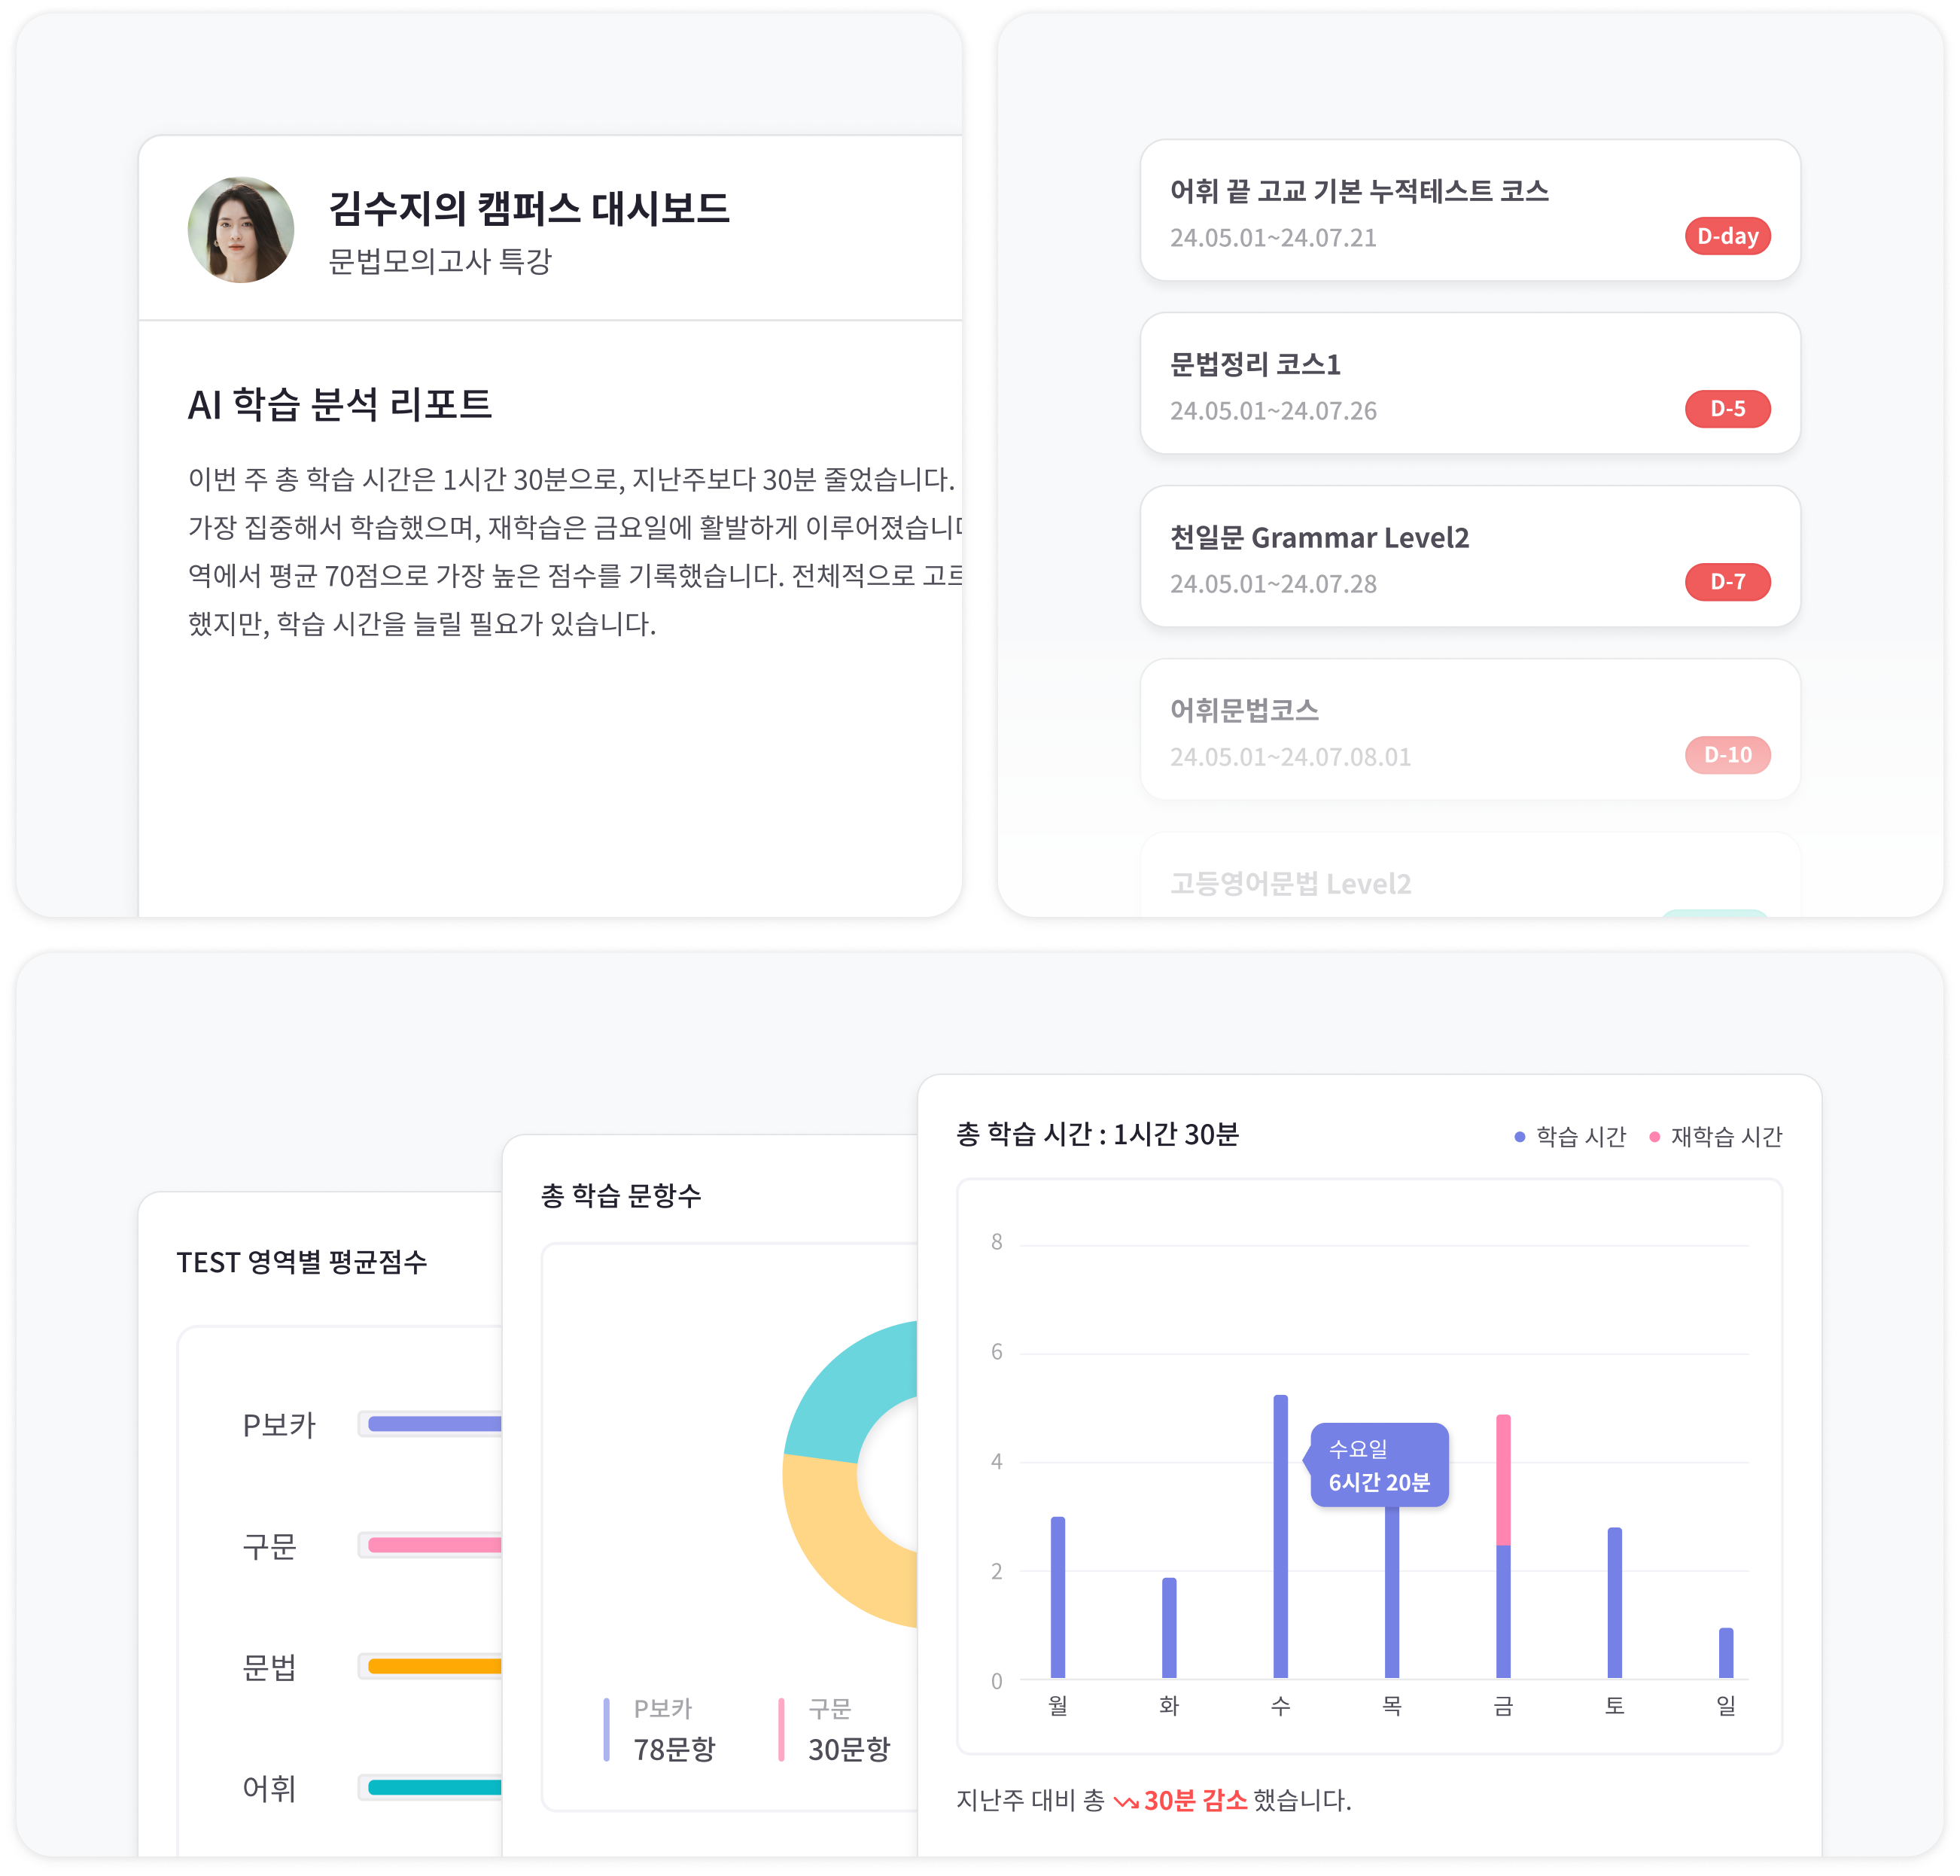 김수지의 캠퍼스 대시보드
문법모의고사 특강
AI 학습 분석 리포트
이번 주 총 학습 시간은 1시간 30분으로, 지난주보다 30분 줄었습니다.
가장 집중해서 학습했으며, 재학습은 금요일에 활발하게 이루어졌습니
역에서 평균 70점으로 가장 높은 점수를 기록했습니다. 전체적으로
했지만, 학습 시간을 늘릴 필요가 있습니다.
어휘 끝 고교 기본 누적테스트 코스
24.05.01~24.07.21
D-day
문법정리 코스1
24.05.01~24.07.26
D-5
천일문 Grammar Level2
24.05.01~24.07.28
D-7
어휘문법코스
24.05.01~24.07.08.01
D-10
고등영어문법 Level2
TEST 영역별 평균점수
P보카
구문
문법
어휘
총 학습 문항수
P보카
78문항
구문
30문항
총 학습 시간 : 1시간 30분
학습 시간
재학습 시간
8
6
4
2
0
수요일
6시간 20분
월 화 수 목 금 토 일
지난주 대비 총 30분 감소 했습니다.